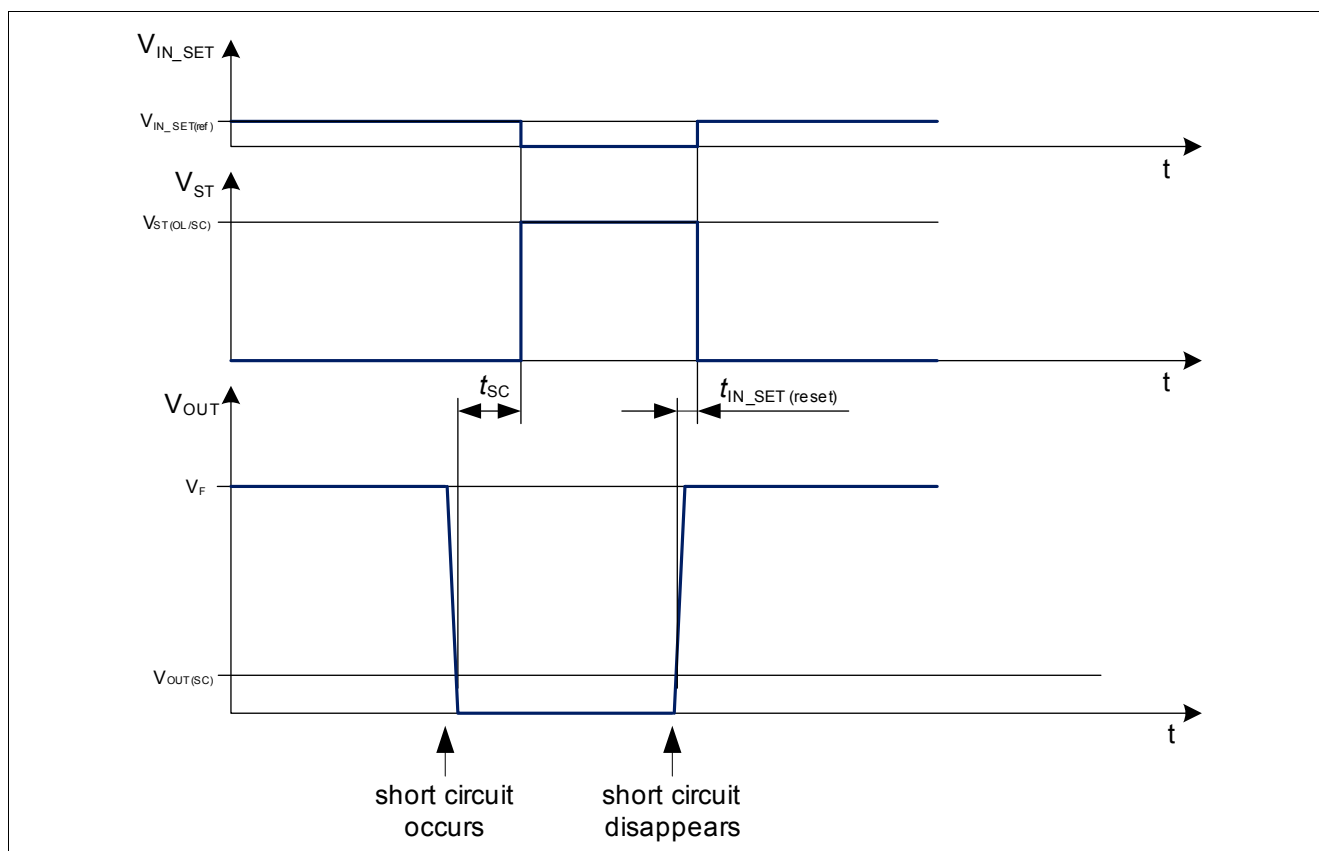 V_IN_SET
V_IN_SET(ref)
t
V_ST
V_ST(OL/SC)
t
t_SC
t_IN_SET (reset)
V_OUT
V_F
V_OUT(SC)
t
short circuit
occurs
short circuit
disappears